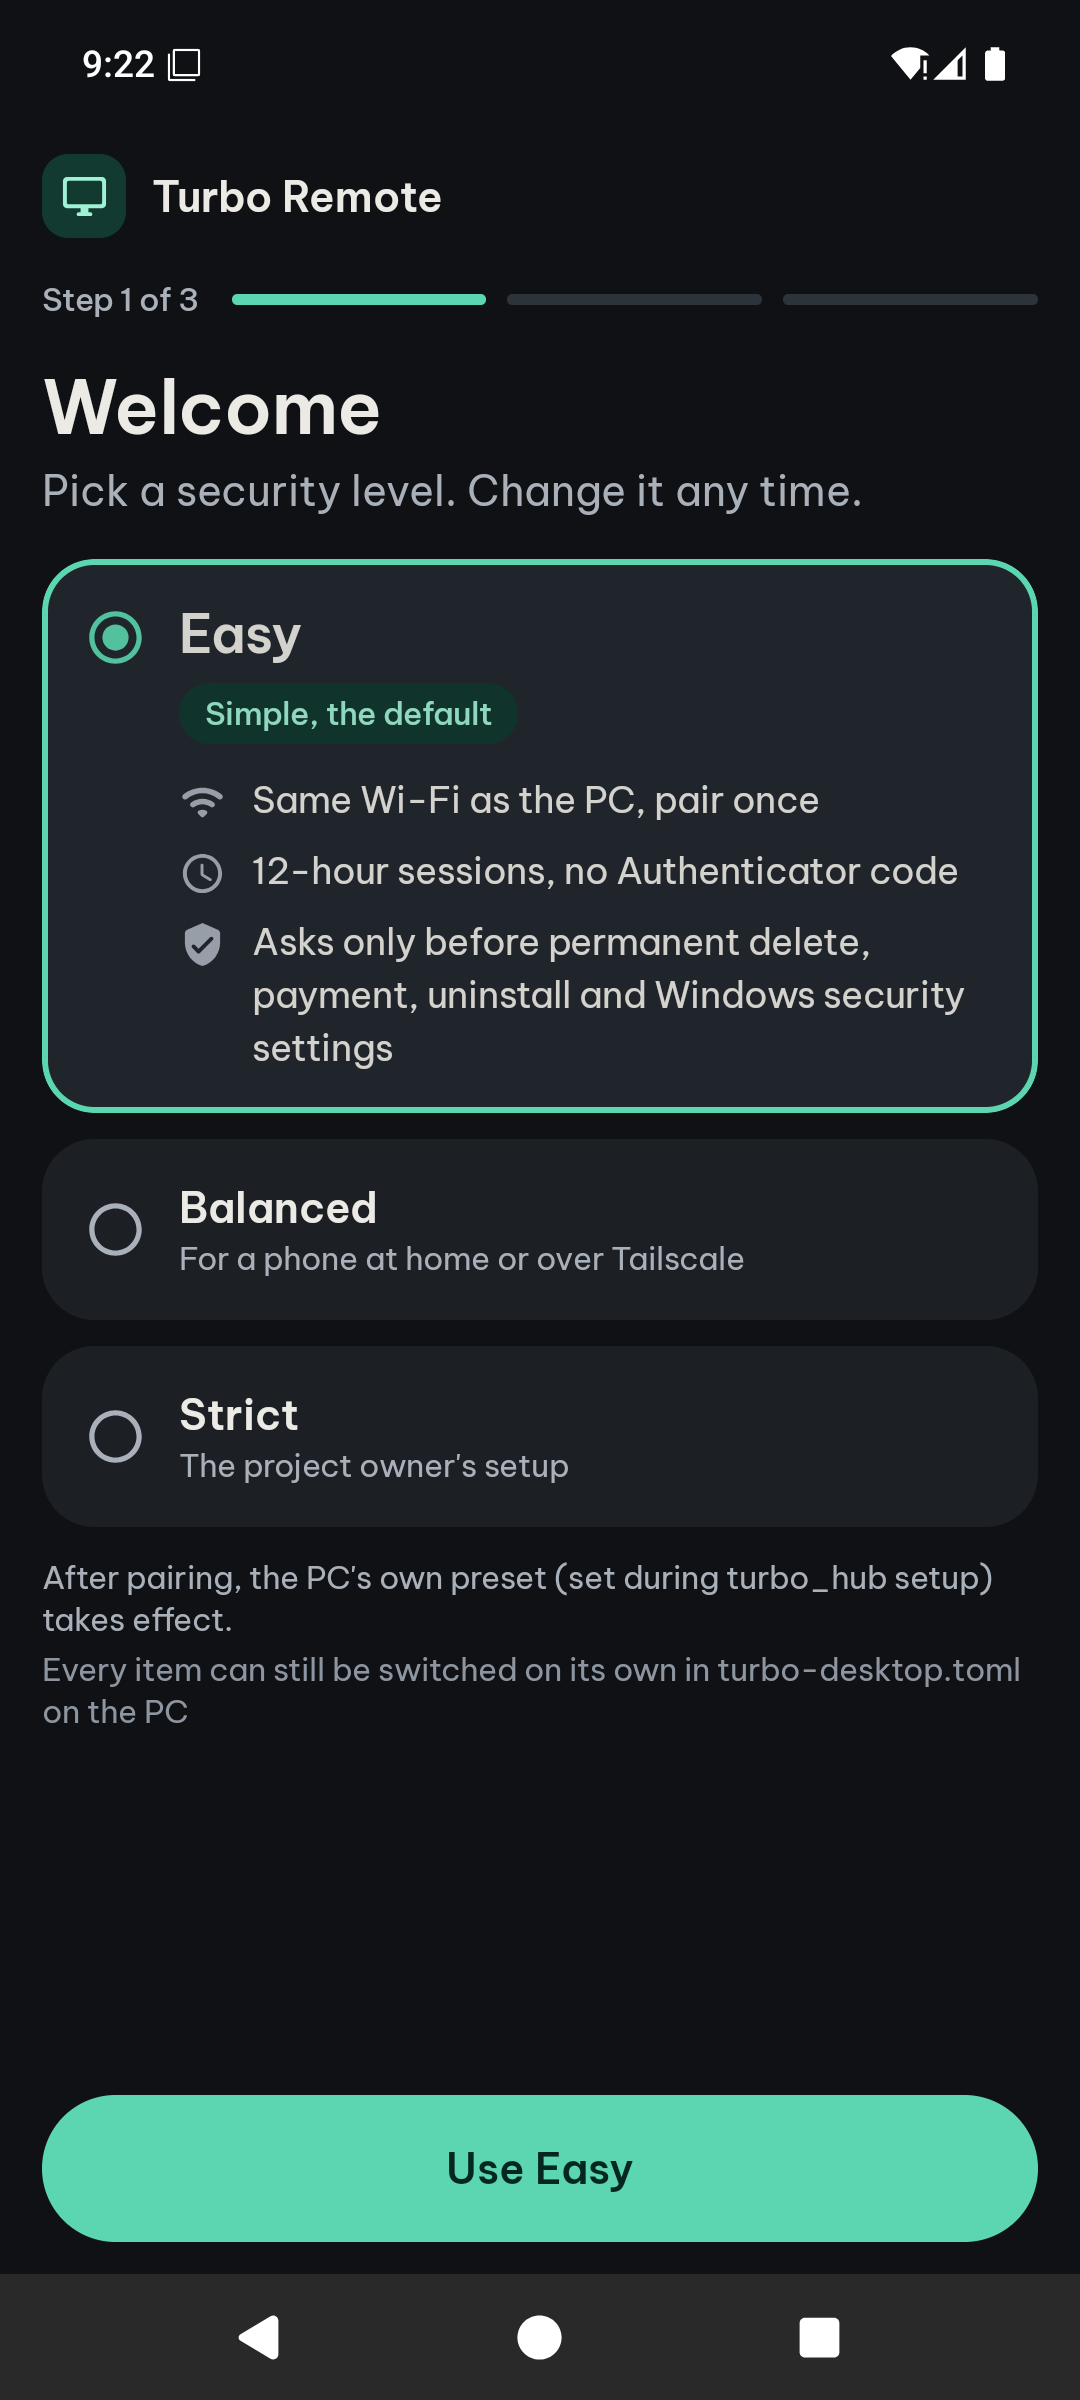 9:22
Turbo Remote
Step 1 of 3
Welcome
Pick a security level. Change it any time.
Easy
Simple, the default
Same Wi-Fi as the PC, pair once
12-hour sessions, no Authenticator code
Asks only before permanent delete,
payment, uninstall and Windows security
settings
Balanced
For a phone at home or over Tailscale
Strict
The project owner's setup
After pairing, the PC's own preset (set during turbo_hub setup)
takes effect.
Every item can still be switched on its own in turbo-desktop.toml
on the PC
Use Easy